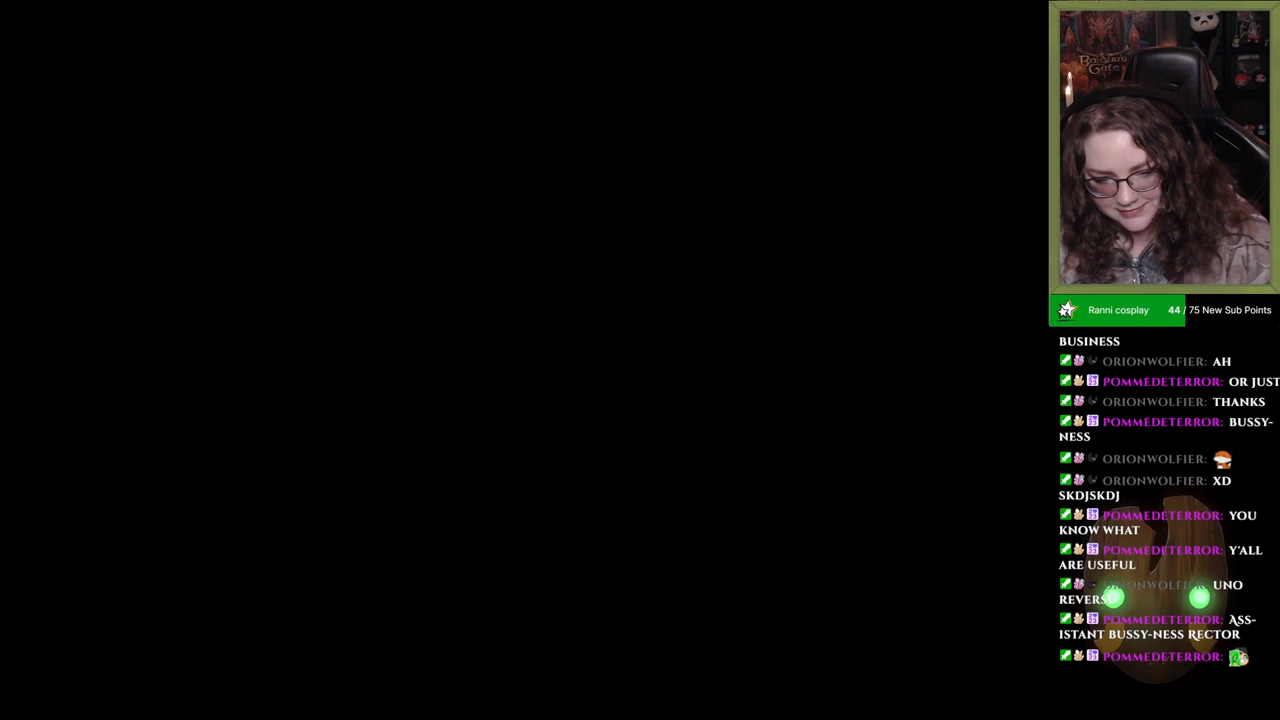 Baldur's
Gate
Ranni cosplay 44 / 75 New Sub Points
BUSINESS
ORIONWOLFIER: AH
POMMEDETERROR: OR JUST
ORIONWOLFIER: THANKS
POMMEDETERROR: BUSSY-
NESS
ORIONWOLFIER:
ORIONWOLFIER: XD
SKDJSKDJ
POMMEDETERROR: YOU
KNOW WHAT
POMMEDETERROR: Y'ALL
ARE USEFUL
ORIONWOLFIER: UNO
REVERSE
POMMEDETERROR: ASS-
ISTANT BUSSY-NESS RECTOR
POMMEDETERROR: